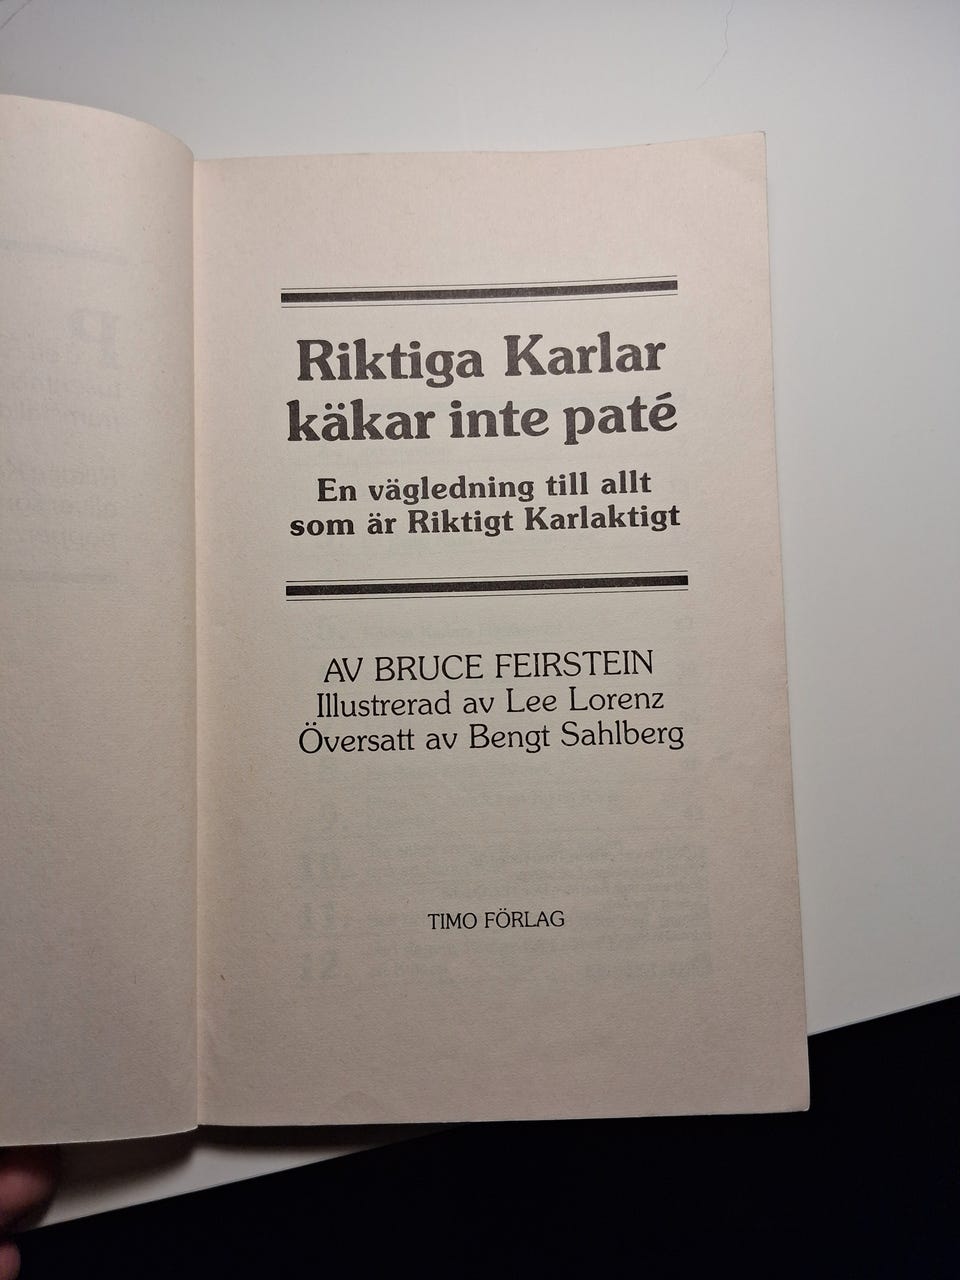 Riktiga Karlar
käkar inte paté
En vägledning till allt
som är Riktigt Karlaktigt
AV BRUCE FEIRSTEIN
Illustrerad av Lee Lorenz
Översatt av Bengt Sahlberg
TIMO FÖRLAG